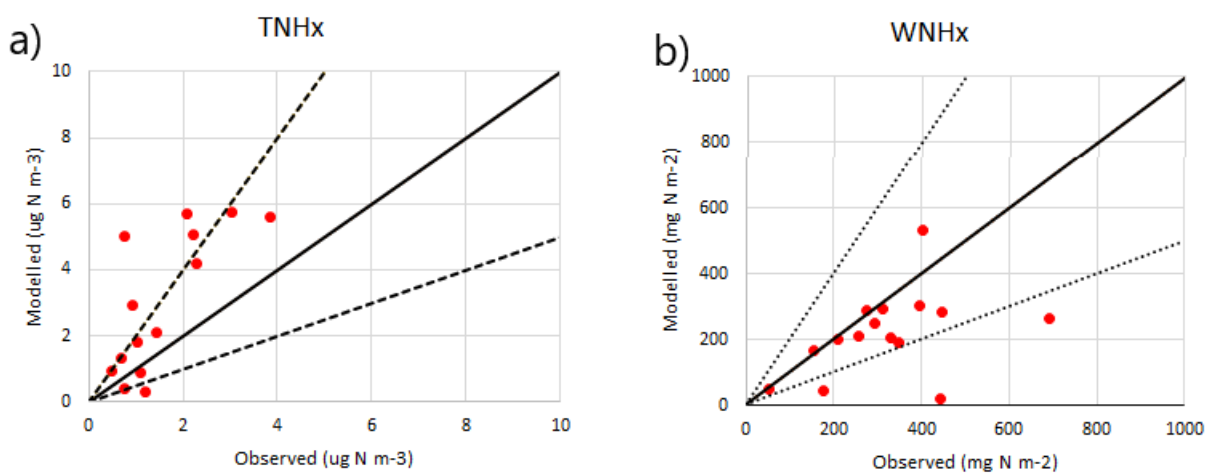 a)
TNHx
10
8
6
4
2
0
0 2 4 6 8 10
Modelled (ug N m-3)
Observed (ug N m-3)
b)
WNHx
1000
800
600
400
200
0
0 200 400 600 800 1000
Modelled (mg N m-2)
Observed (mg N m-2)